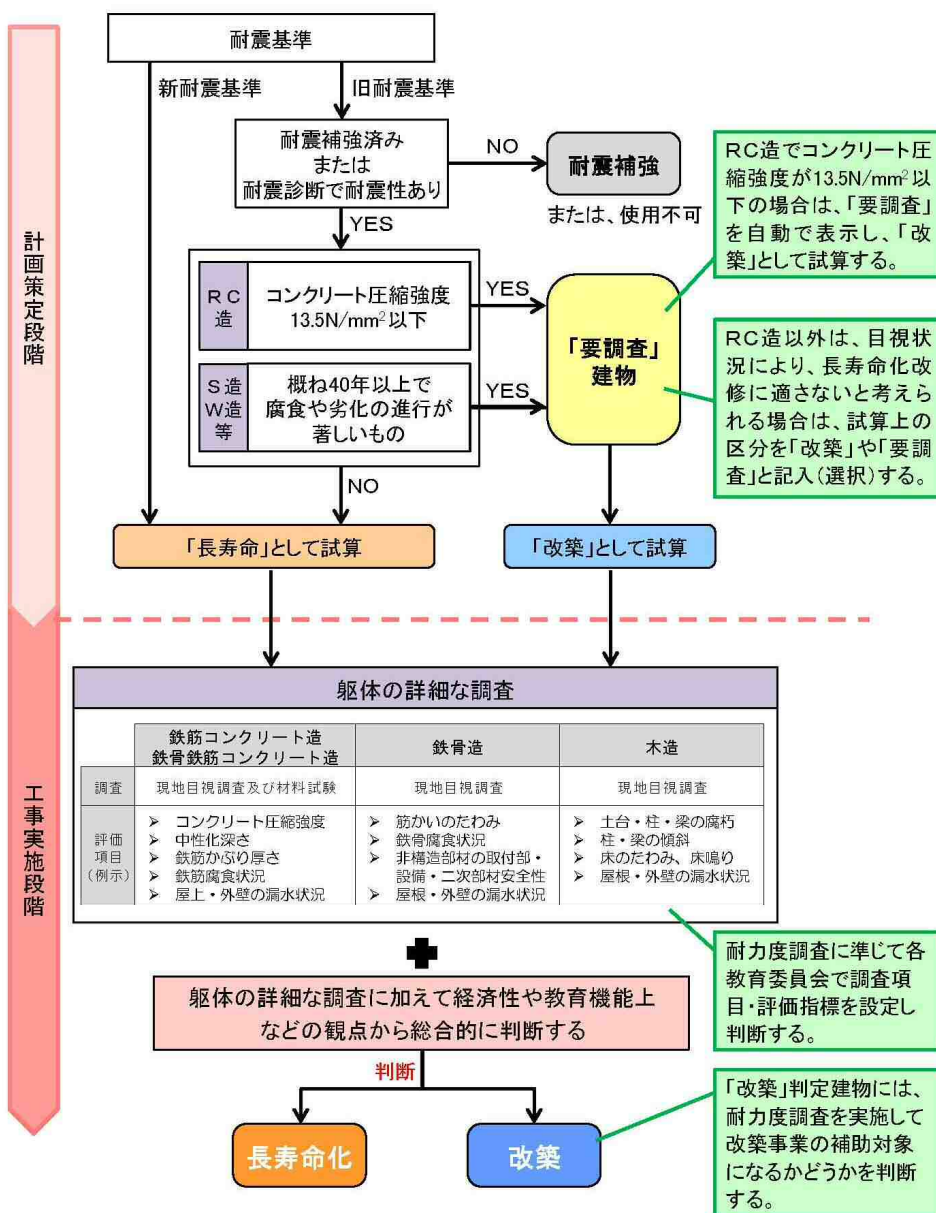 耐震基準
新耐震基準
旧耐震基準
耐震補強済み
または
耐震診断で耐震性あり
NO
耐震補強
または、使用不可
YES
RC造でコンクリート圧
縮強度が13.5N/mm²以
下の場合は、「要調査」
を自動で表示し、「改
築」として試算する。
計画策定段階
RC
造
コンクリート圧縮強度
13.5N/mm²以下
YES
「要調査」
建物
S造
W造
等
概ね40年以上で
腐食や劣化の進行が
著しいもの
YES
RC造以外は、目視状
況により、長寿命化改
修に適さないと考えら
れる場合は、試算上の
区分を「改築」や「要調
査」と記入(選択)する。
NO
「長寿命」として試算
「改築」として試算
工事実施段階
躯体の詳細な調査
鉄筋コンクリート造
鉄骨鉄筋コンクリート造
鉄骨造
木造
調査
現地目視調査及び材料試験
現地目視調査
現地目視調査
評価
項目
(例示)
➢ コンクリート圧縮強度
➢ 中性化深さ
➢ 鉄筋かぶり厚さ
➢ 鉄筋腐食状況
➢ 屋上・外壁の漏水状況
➢ 筋かいのたわみ
➢ 鉄骨腐食状況
➢ 非構造部材の取付部・
設備・二次部材安全性
➢ 屋根・外壁の漏水状況
➢ 土台・柱・梁の腐朽
➢ 柱・梁の傾斜
➢ 床のたわみ、床鳴り
➢ 屋根・外壁の漏水状況
耐力度調査に準じて各
教育委員会で調査項
目・評価指標を設定し
判断する。
躯体の詳細な調査に加えて経済性や教育機能上
などの観点から総合的に判断する
判断
長寿命化
改築
「改築」判定建物には、
耐力度調査を実施して
改築事業の補助対象
になるかどうかを判断
する。